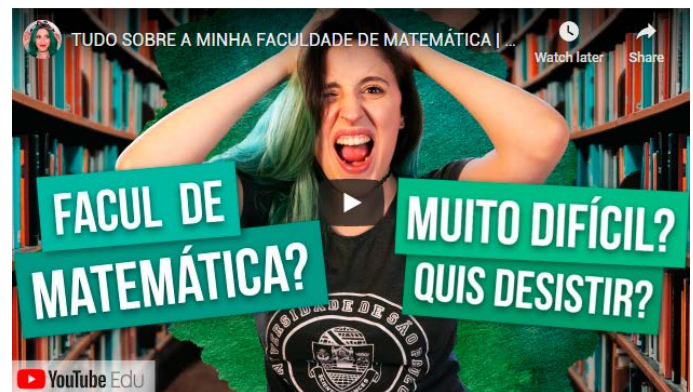 TUDO SOBRE A MINHA FACULDADE DE MATEMÁTICA | ...
Watch later
Share
FACUL DE
MATEMÁTICA?
MUITO DIFÍCIL?
QUIS DESISTIR?
UNIVERSIDADE DE SÃO
YouTube Edu